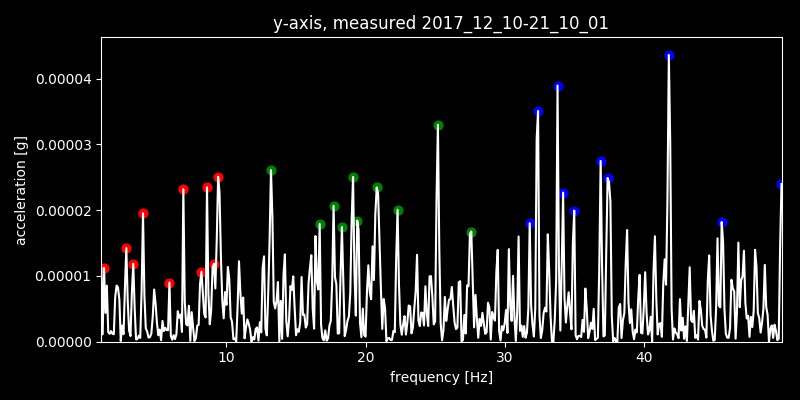 y-axis, measured 2017_12_10-21_10_01
0.00004
0.00003
0.00002
0.00001
0.00000
acceleration [g]
10 20 30 40
frequency [Hz]